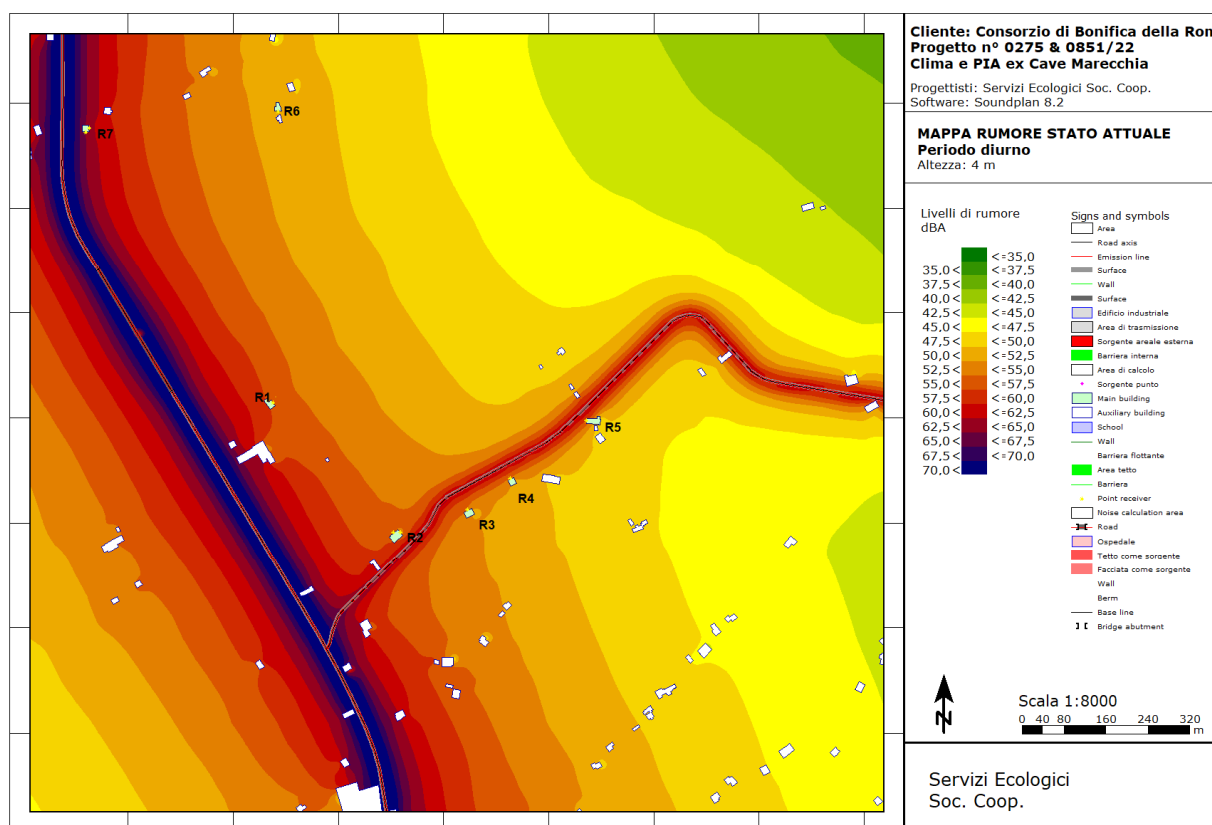 Cliente: Consorzio di Bonifica della Rom
Progetto n° 0275 & 0851/22
Clima e PIA ex Cave Marecchia
Progettisti: Servizi Ecologici Soc. Coop.
Software: Soundplan 8.2
MAPPA RUMORE STATO ATTUALE
Periodo diurno
Altezza: 4 m
Livelli di rumore
dBA
<=35,0
35,0< <=37,5
37,5< <=40,0
40,0< <=42,5
42,5< <=45,0
45,0< <=47,5
47,5< <=50,0
50,0< <=52,5
52,5< <=55,0
55,0< <=57,5
57,5< <=60,0
60,0< <=62,5
62,5< <=65,0
65,0< <=67,5
67,5< <=70,0
70,0<
Signs and symbols
Area
Road axis
Emission line
Surface
Wall
Surface
Edificio industriale
Area di trasmissione
Sorgente areale esterna
Barriera interna
Area di calcolo
Sorgente punto
Main building
Auxiliary building
School
Wall
Barriera flottante
Area tetto
Barriera
Point receiver
Noise calculation area
Road
Ospedale
Tetto come sorgente
Facciata come sorgente
Wall
Berm
Base line
Bridge abutment
N
Scala 1:8000
0 40 80 160 240 320
m
Servizi Ecologici
Soc. Coop.
R6
R7
R1
R5
R4
R3
R2